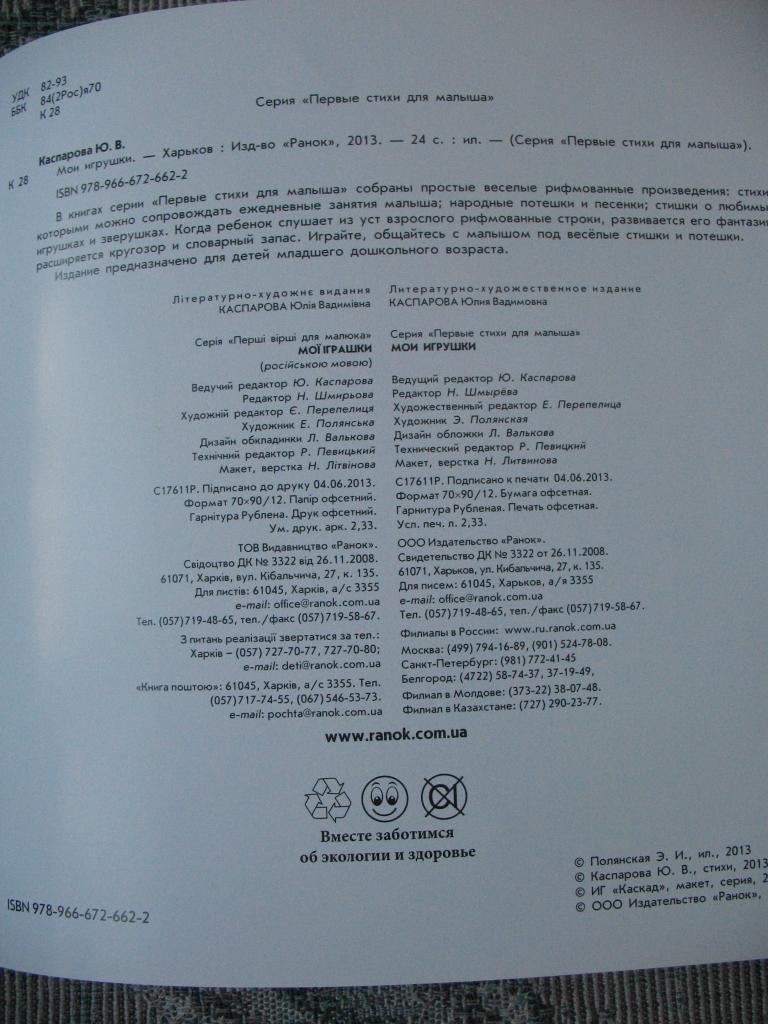 УДК 82-93
ББК 84(2Рос)я70
К 28
Серия «Первые стихи для малыша»
Каспарова Ю. В.
К 28 Мои игрушки. — Харьков : Изд-во «Ранок», 2013. — 24 с. : ил. — (Серия «Первые стихи для малыша»).
ISBN 978-966-672-662-2
В книгах серии «Первые стихи для малыша» собраны простые веселые рифмованные произведения: стихи
которыми можно сопровождать ежедневные занятия малыша; народные потешки и песенки; стишки о любимы
игрушках и зверушках. Когда ребенок слушает из уст взрослого рифмованные строки, развивается его фантази
расширяется кругозор и словарный запас. Играйте, общайтесь с малышом под весёлые стишки и потешки.
Издание предназначено для детей младшего дошкольного возраста.
Літературно-художнє видання
КАСПАРОВА Юлія Вадимівна
Серія «Перші вірші для малюка»
МОЇ ІГРАШКИ
(російською мовою)
Ведучий редактор Ю. Каспарова
Редактор Н. Шмирьова
Художній редактор Є. Перепелиця
Художник Е. Полянська
Дизайн обкладинки Л. Валькова
Технічний редактор Р. Певицький
Макет, верстка Н. Літвінова
С17611Р. Підписано до друку 04.06.2013.
Формат 70×90/12. Папір офсетний.
Гарнітура Рублена. Друк офсетний.
Ум. друк. арк. 2,33.
ТОВ Видавництво «Ранок».
Свідоцтво ДК № 3322 від 26.11.2008.
61071, Харків, вул. Кібальчича, 27, к. 135.
Для листів: 61045, Харків, а/с 3355
e-mail: office@ranok.com.ua
Тел. (057)719-48-65, тел./факс (057)719-58-67.
З питань реалізації звертатися за тел.:
Харків – (057) 727-70-77, 727-70-80;
e-mail: deti@ranok.com.ua
«Книга поштою»: 61045, Харків, а/с 3355. Тел.
(057)717-74-55, (067)546-53-73.
e-mail: pochta@ranok.com.ua
Литературно-художественное издание
КАСПАРОВА Юлия Вадимовна
Серия «Первые стихи для малыша»
МОИ ИГРУШКИ
Ведущий редактор Ю. Каспарова
Редактор Н. Шмырёва
Художественный редактор Е. Перепелица
Художник Э. Полянская
Дизайн обложки Л. Валькова
Технический редактор Р. Певицкий
Макет, верстка Н. Литвинова
С17611Р. Подписано к печати 04.06.2013.
Формат 70×90/12. Бумага офсетная.
Гарнитура Рубленая. Печать офсетная.
Усл. печ. л. 2,33.
ООО Издательство «Ранок».
Свидетельство ДК № 3322 от 26.11.2008.
61071, Харьков, ул. Кибальчича, 27, к. 135.
Для писем: 61045, Харьков, а/я 3355
e-mail: office@ranok.com.ua
Тел. (057)719-48-65, тел./факс (057)719-58-67.
Филиалы в России: www.ru.ranok.com.ua
Москва: (499) 794-16-89, (901) 524-78-08.
Санкт-Петербург: (981) 772-41-45
Белгород: (4722) 58-74-37, 37-19-49,
Филиал в Молдове: (373-22) 38-07-48.
Филиал в Казахстане: (727) 290-23-77.
www.ranok.com.ua
Вместе заботимся
об экологии и здоровье
© Полянская Э. И., ил., 2013
© Каспарова Ю. В., стихи, 2013
© ИГ «Каскад», макет, серия, 2
© ООО Издательство «Ранок»,
ISBN 978-966-672-662-2